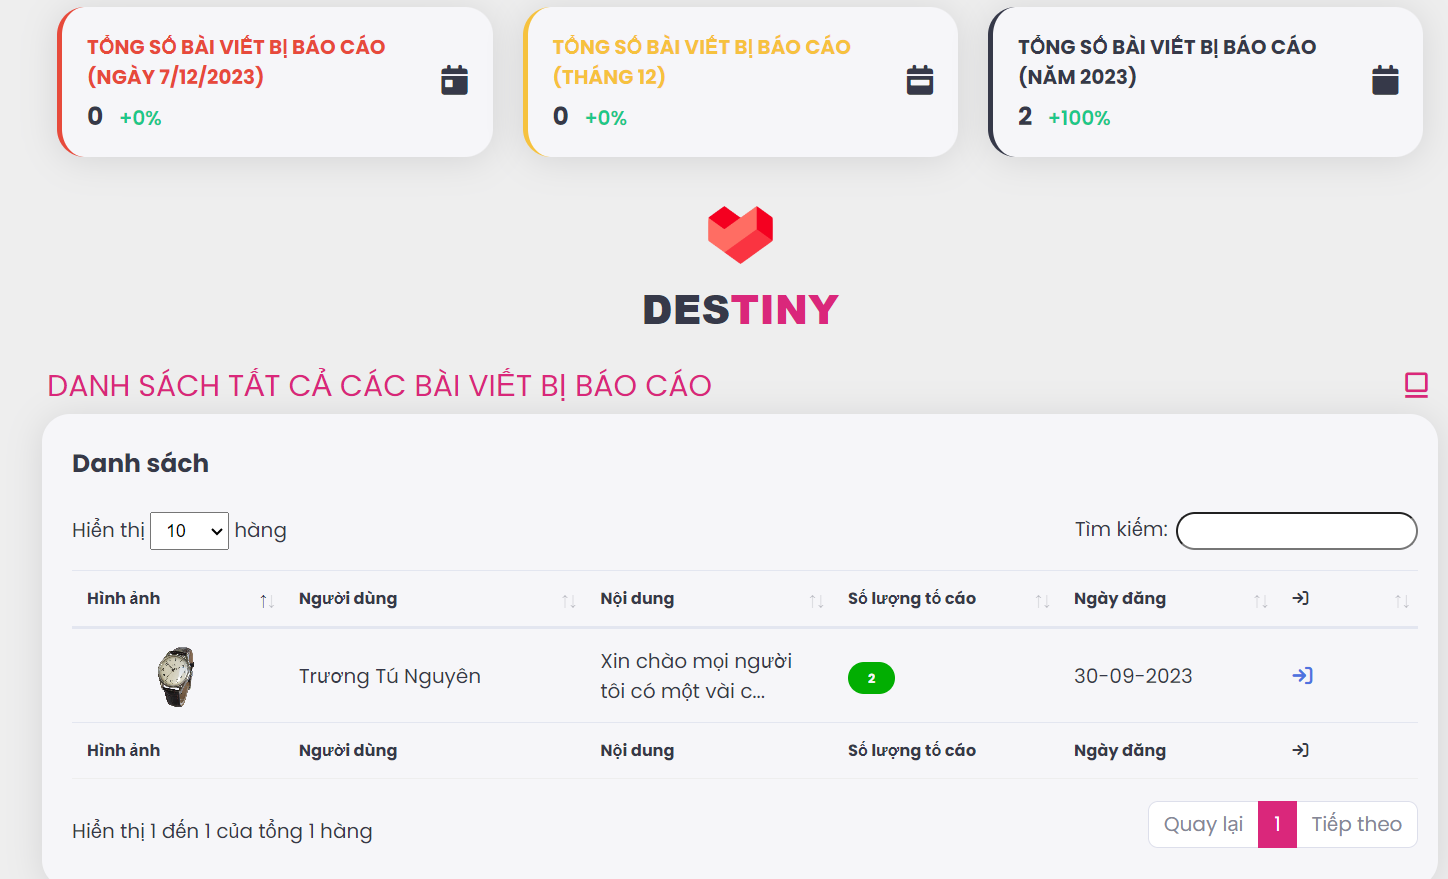 TỔNG SỐ BÀI VIẾT BỊ BÁO CÁO
(NGÀY 7/12/2023)
0 +0%
TỔNG SỐ BÀI VIẾT BỊ BÁO CÁO
(THÁNG 12)
0 +0%
TỔNG SỐ BÀI VIẾT BỊ BÁO CÁO
(NĂM 2023)
2 +100%
DESTINY
DANH SÁCH TẤT CẢ CÁC BÀI VIẾT BỊ BÁO CÁO
Danh sách
Hiển thị 10 hàng
Tìm kiếm:
Hình ảnh Người dùng Nội dung Số lượng tố cáo Ngày đăng
Trương Tú Nguyên
Xin chào mọi người
tôi có một vài c...
2
30-09-2023
Hình ảnh Người dùng Nội dung Số lượng tố cáo Ngày đăng
Hiển thị 1 đến 1 của tổng 1 hàng
Quay lại 1 Tiếp theo